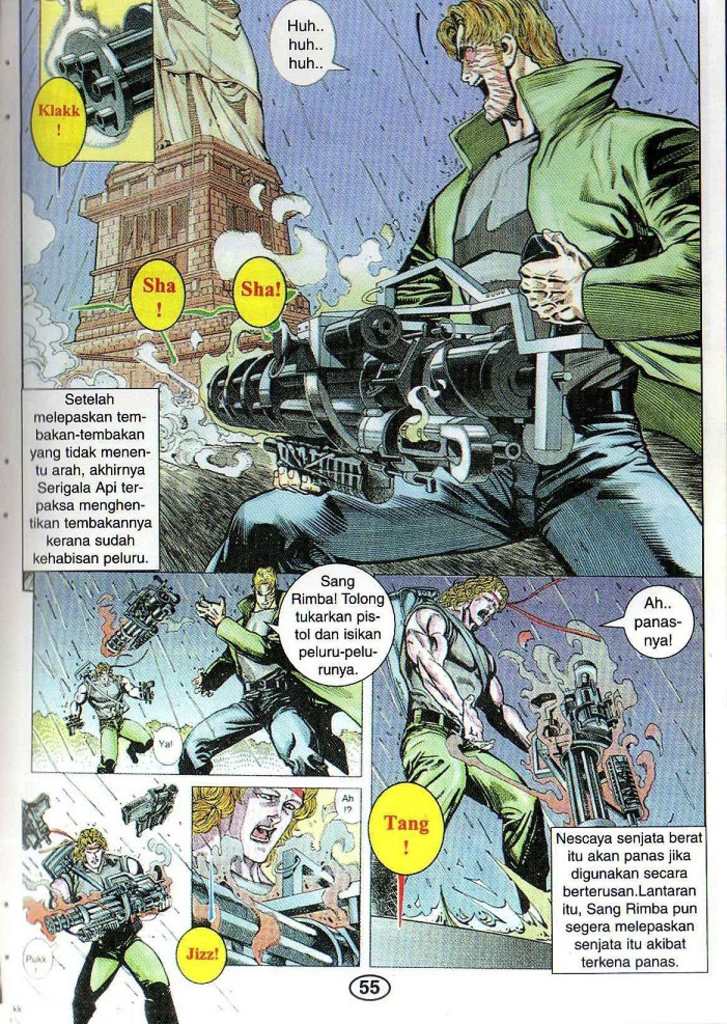 Klakk
!
Huh..
huh..
huh..
Sha
!
Sha!
Setelah
melepaskan tem-
bakan-tembakan
yang tidak menen-
tu arah, akhirnya
Serigala Api ter-
paksa menghen-
tikan tembakannya
kerana sudah
kehabisan peluru.
Sang
Rimba! Tolong
tukarkan pis-
tol dan isikan
peluru-pelu-
runya.
Ya!
Ah..
panas-
nya!
Pukk
!
Ah
!?
Jizz!
Tang
!
Nescaya senjata berat
itu akan panas jika
digunakan secara
berterusan.Lantaran
itu, Sang Rimba pun
segera melepaskan
senjata itu akibat
terkena panas.
55
kk